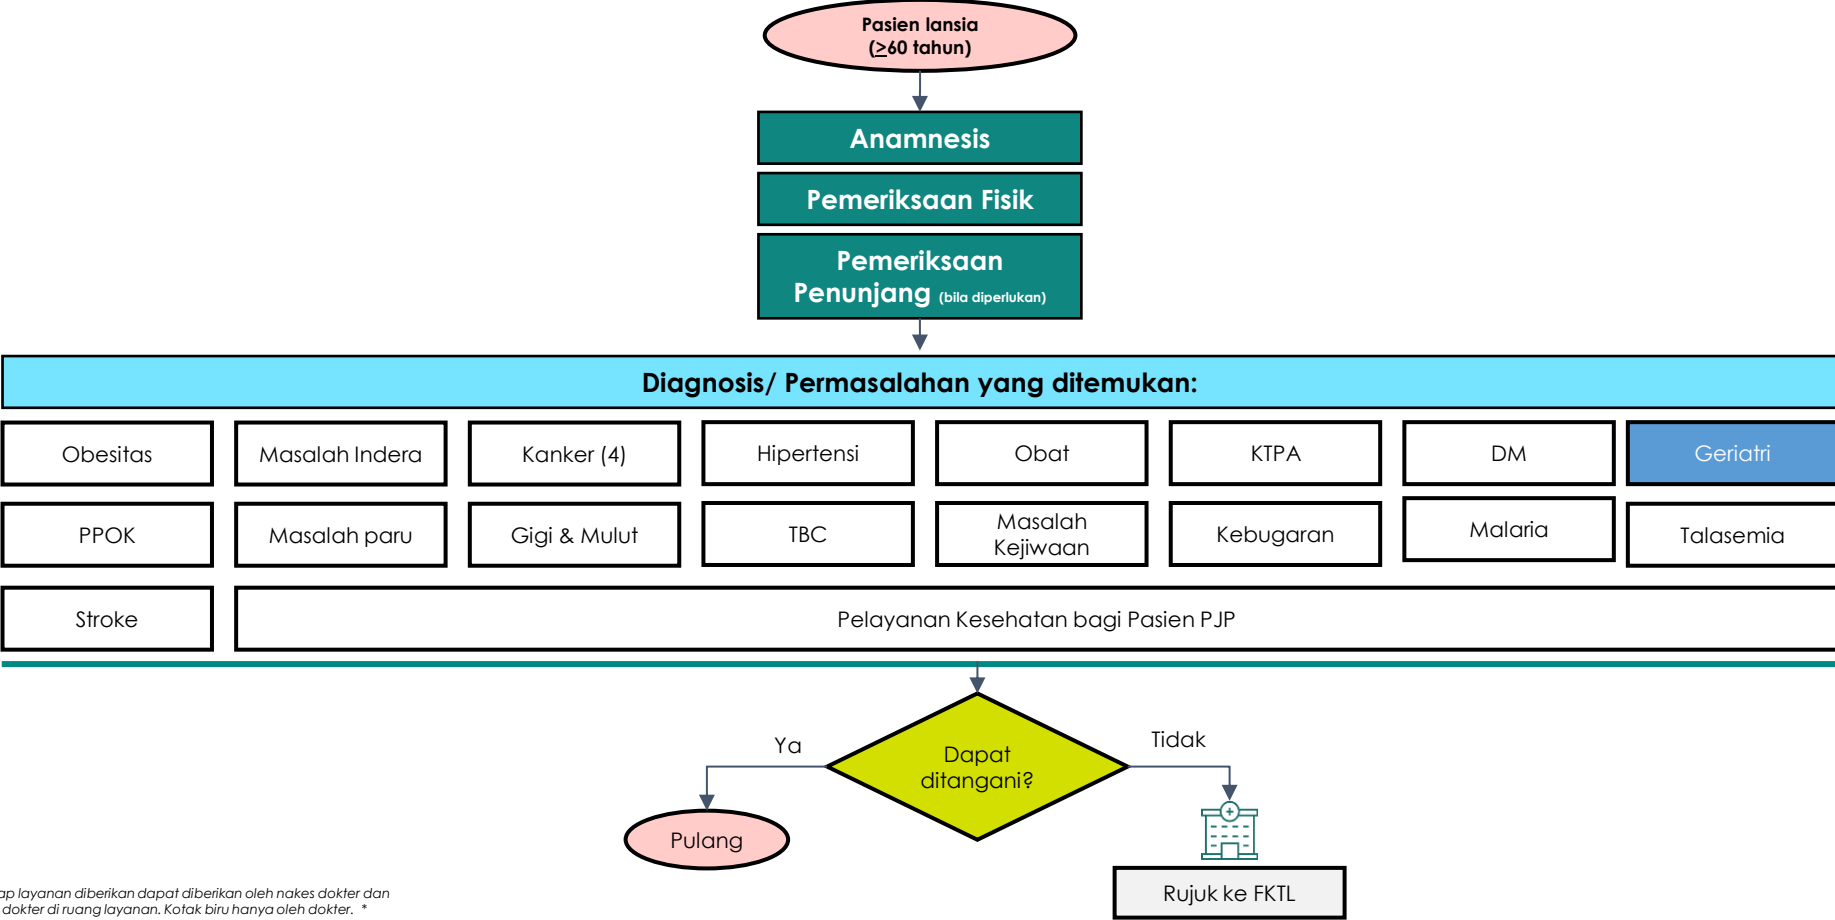 Pasien lansia
(≥60 tahun)
Anamnesis
Pemeriksaan Fisik
Pemeriksaan
Penunjang (bila diperlukan)
Diagnosis/ Permasalahan yang ditemukan:
Obesitas
Masalah Indera
Kanker (4)
Hipertensi
Obat
KTPA
DM
Geriatri
PPOK
Masalah paru
Gigi & Mulut
TBC
Masalah
Kejiwaan
Kebugaran
Malaria
Talasemia
Stroke
Pelayanan Kesehatan bagi Pasien PJP
Ya
Dapat
ditangani?
Tidak
Pulang
Rujuk ke FKTL
layanan diberikan dapat diberikan oleh nakes dokter dan
dokter di ruang layanan. Kotak biru hanya oleh dokter. *